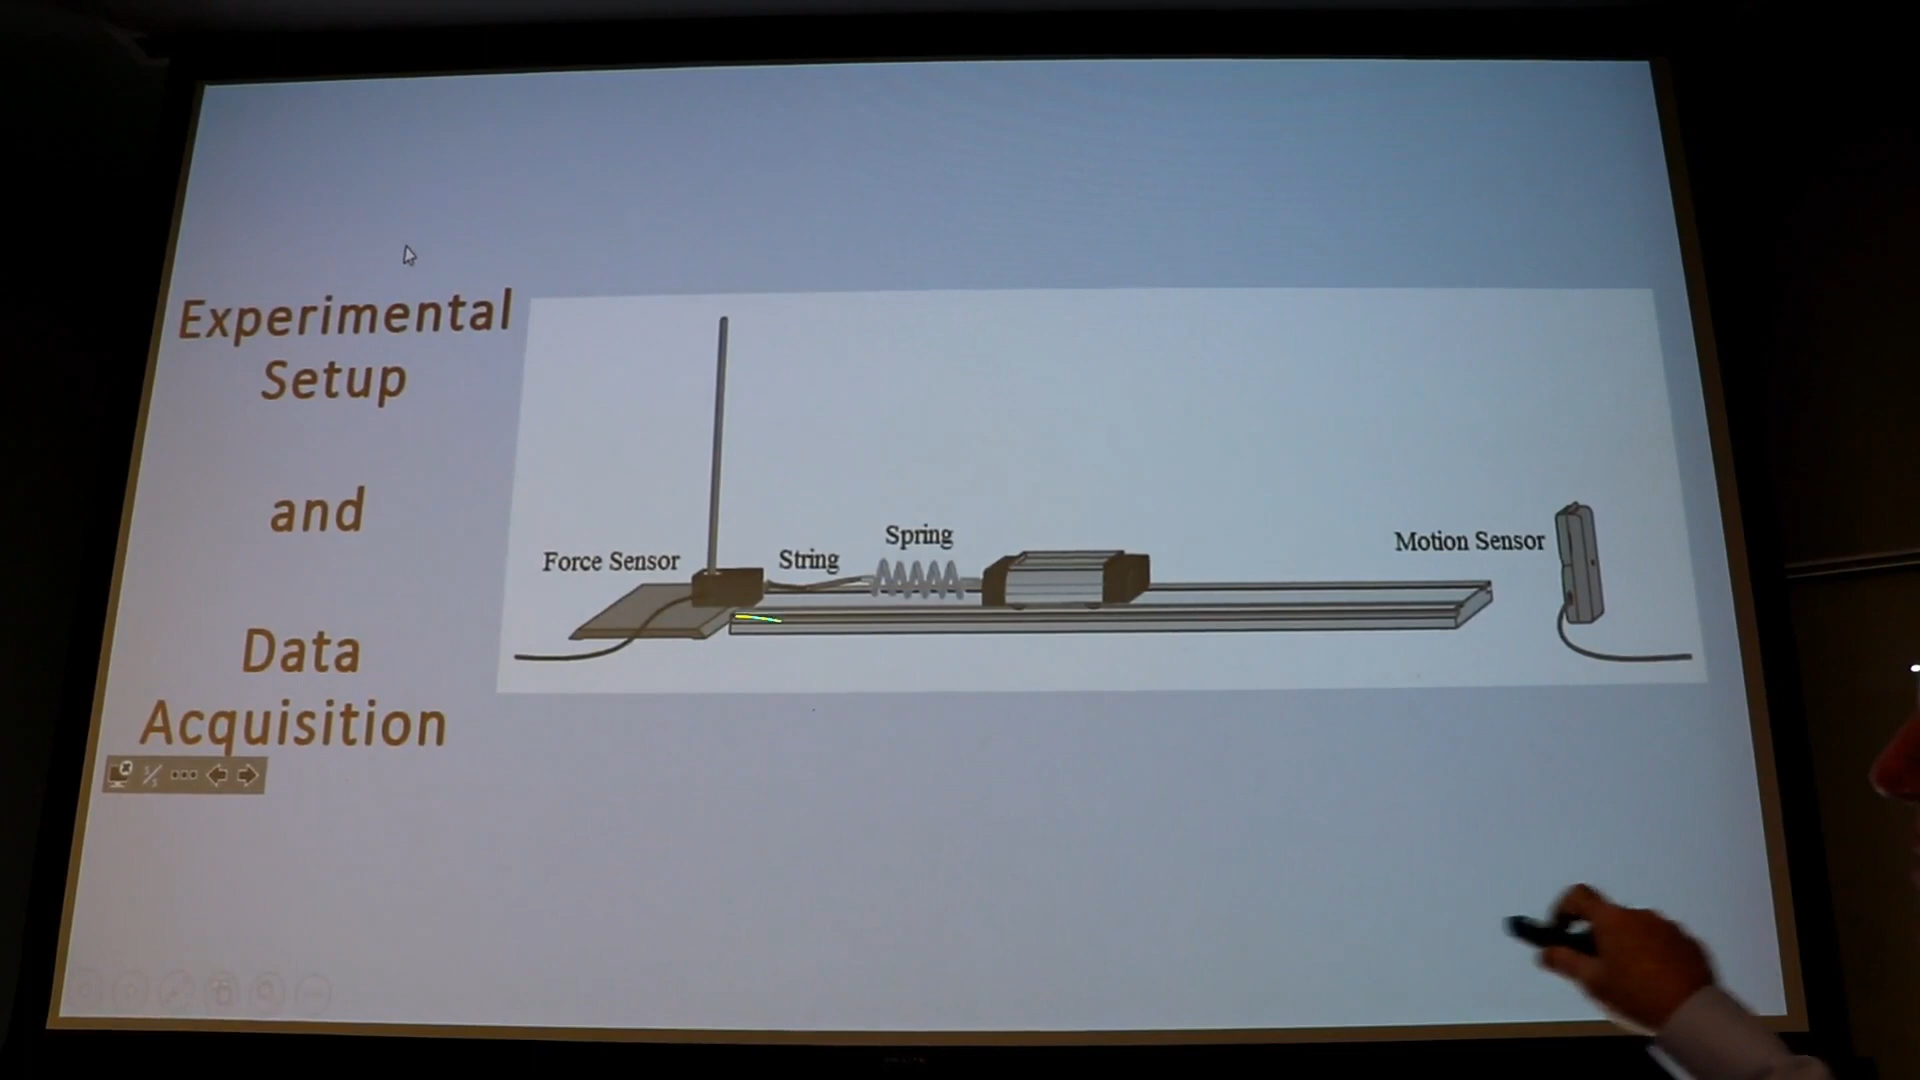 Experimental
Setup
and
Data
Acquisition
Force Sensor
String
Spring
Motion Sensor